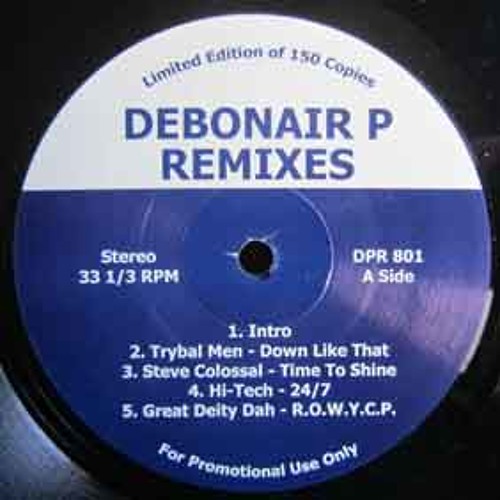 Limited Edition of 150 Copies
DEBONAIR P
REMIXES
Stereo
33 1/3 RPM
DPR 801
A Side
1. Intro
2. Trybal Men - Down Like That
3. Steve Colossal - Time To Shine
4. Hi-Tech - 24/7
5. Great Deity Dah - R.O.W.Y.C.P.
For Promotional Use Only